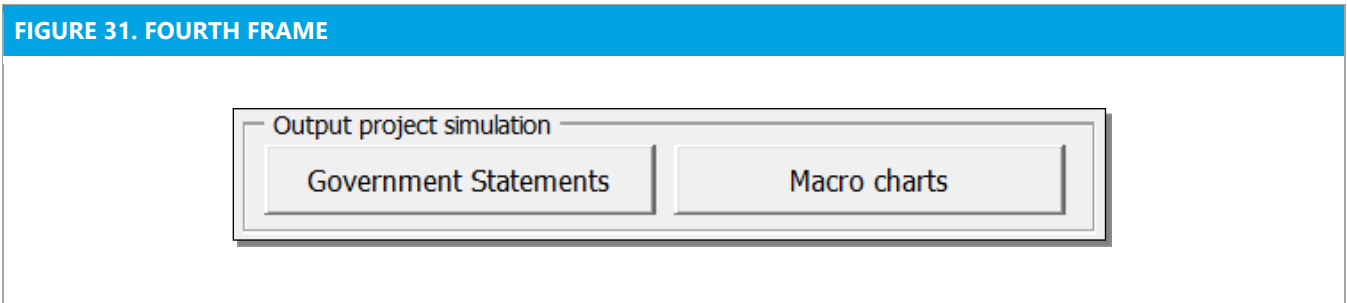 FIGURE 31. FOURTH FRAME
Output project simulation
Government Statements Macro charts